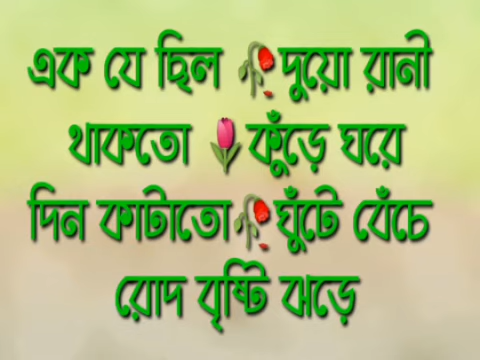 এক যে ছিল 🥀দুয়ো রানী
থাকতো 🌷কুঁড়ে ঘরে
দিন কাটাতো🥀ঘুঁটে বেঁচে
রোদ বৃষ্টি ঝড়ে